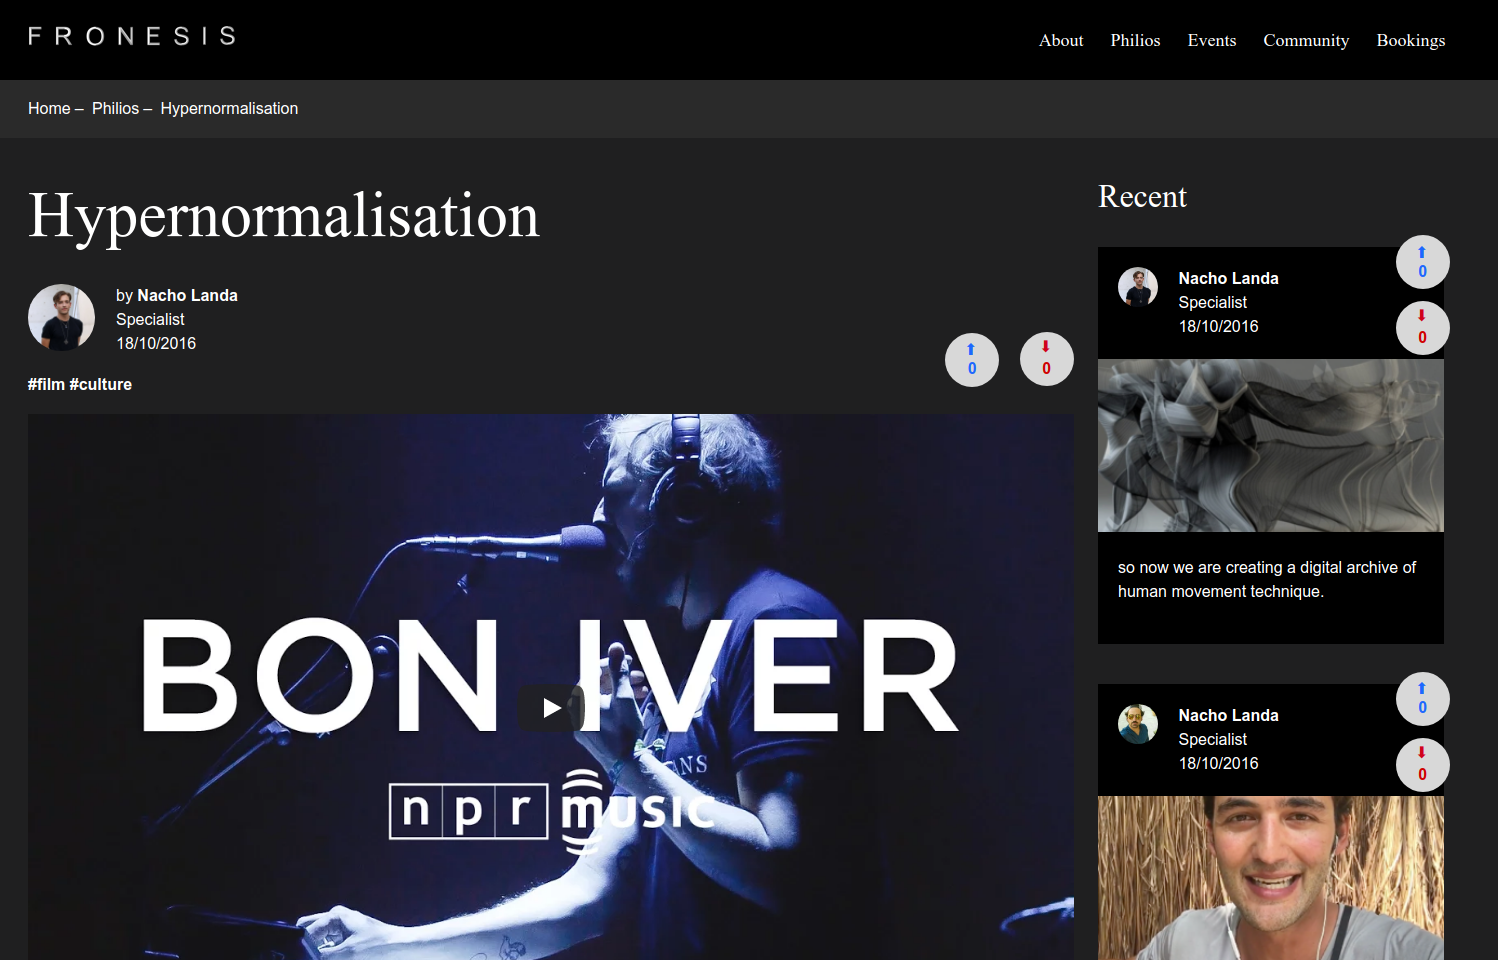 FRONESIS
About Philios Events Community Bookings
Home – Philios – Hypernormalisation
Hypernormalisation
by Nacho Landa
Specialist
18/10/2016
#film #culture
0 0
BON IVER
npr music
ANS
Recent
Nacho Landa
Specialist
18/10/2016
0
0
so now we are creating a digital archive of
human movement technique.
Nacho Landa
Specialist
18/10/2016
0
0